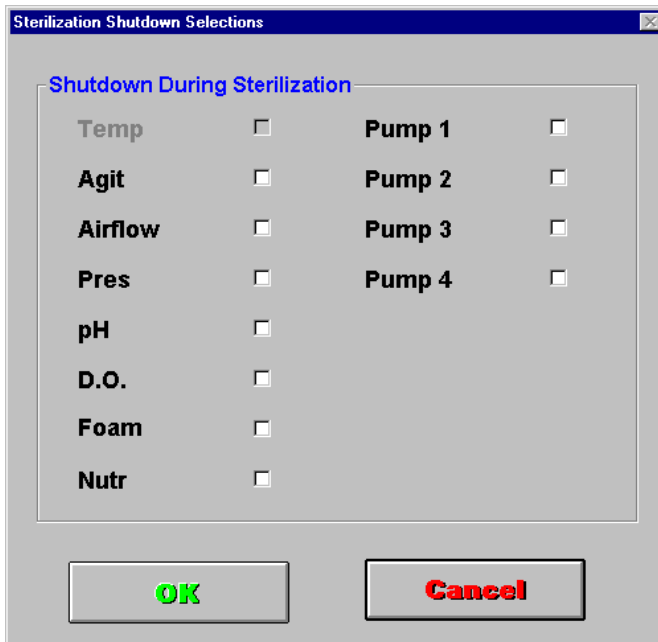 Sterilization Shutdown Selections
Shutdown During Sterilization
Temp
Agit
Airflow
Pres
pH
D.O.
Foam
Nutr
Pump 1
Pump 2
Pump 3
Pump 4
OK
Cancel